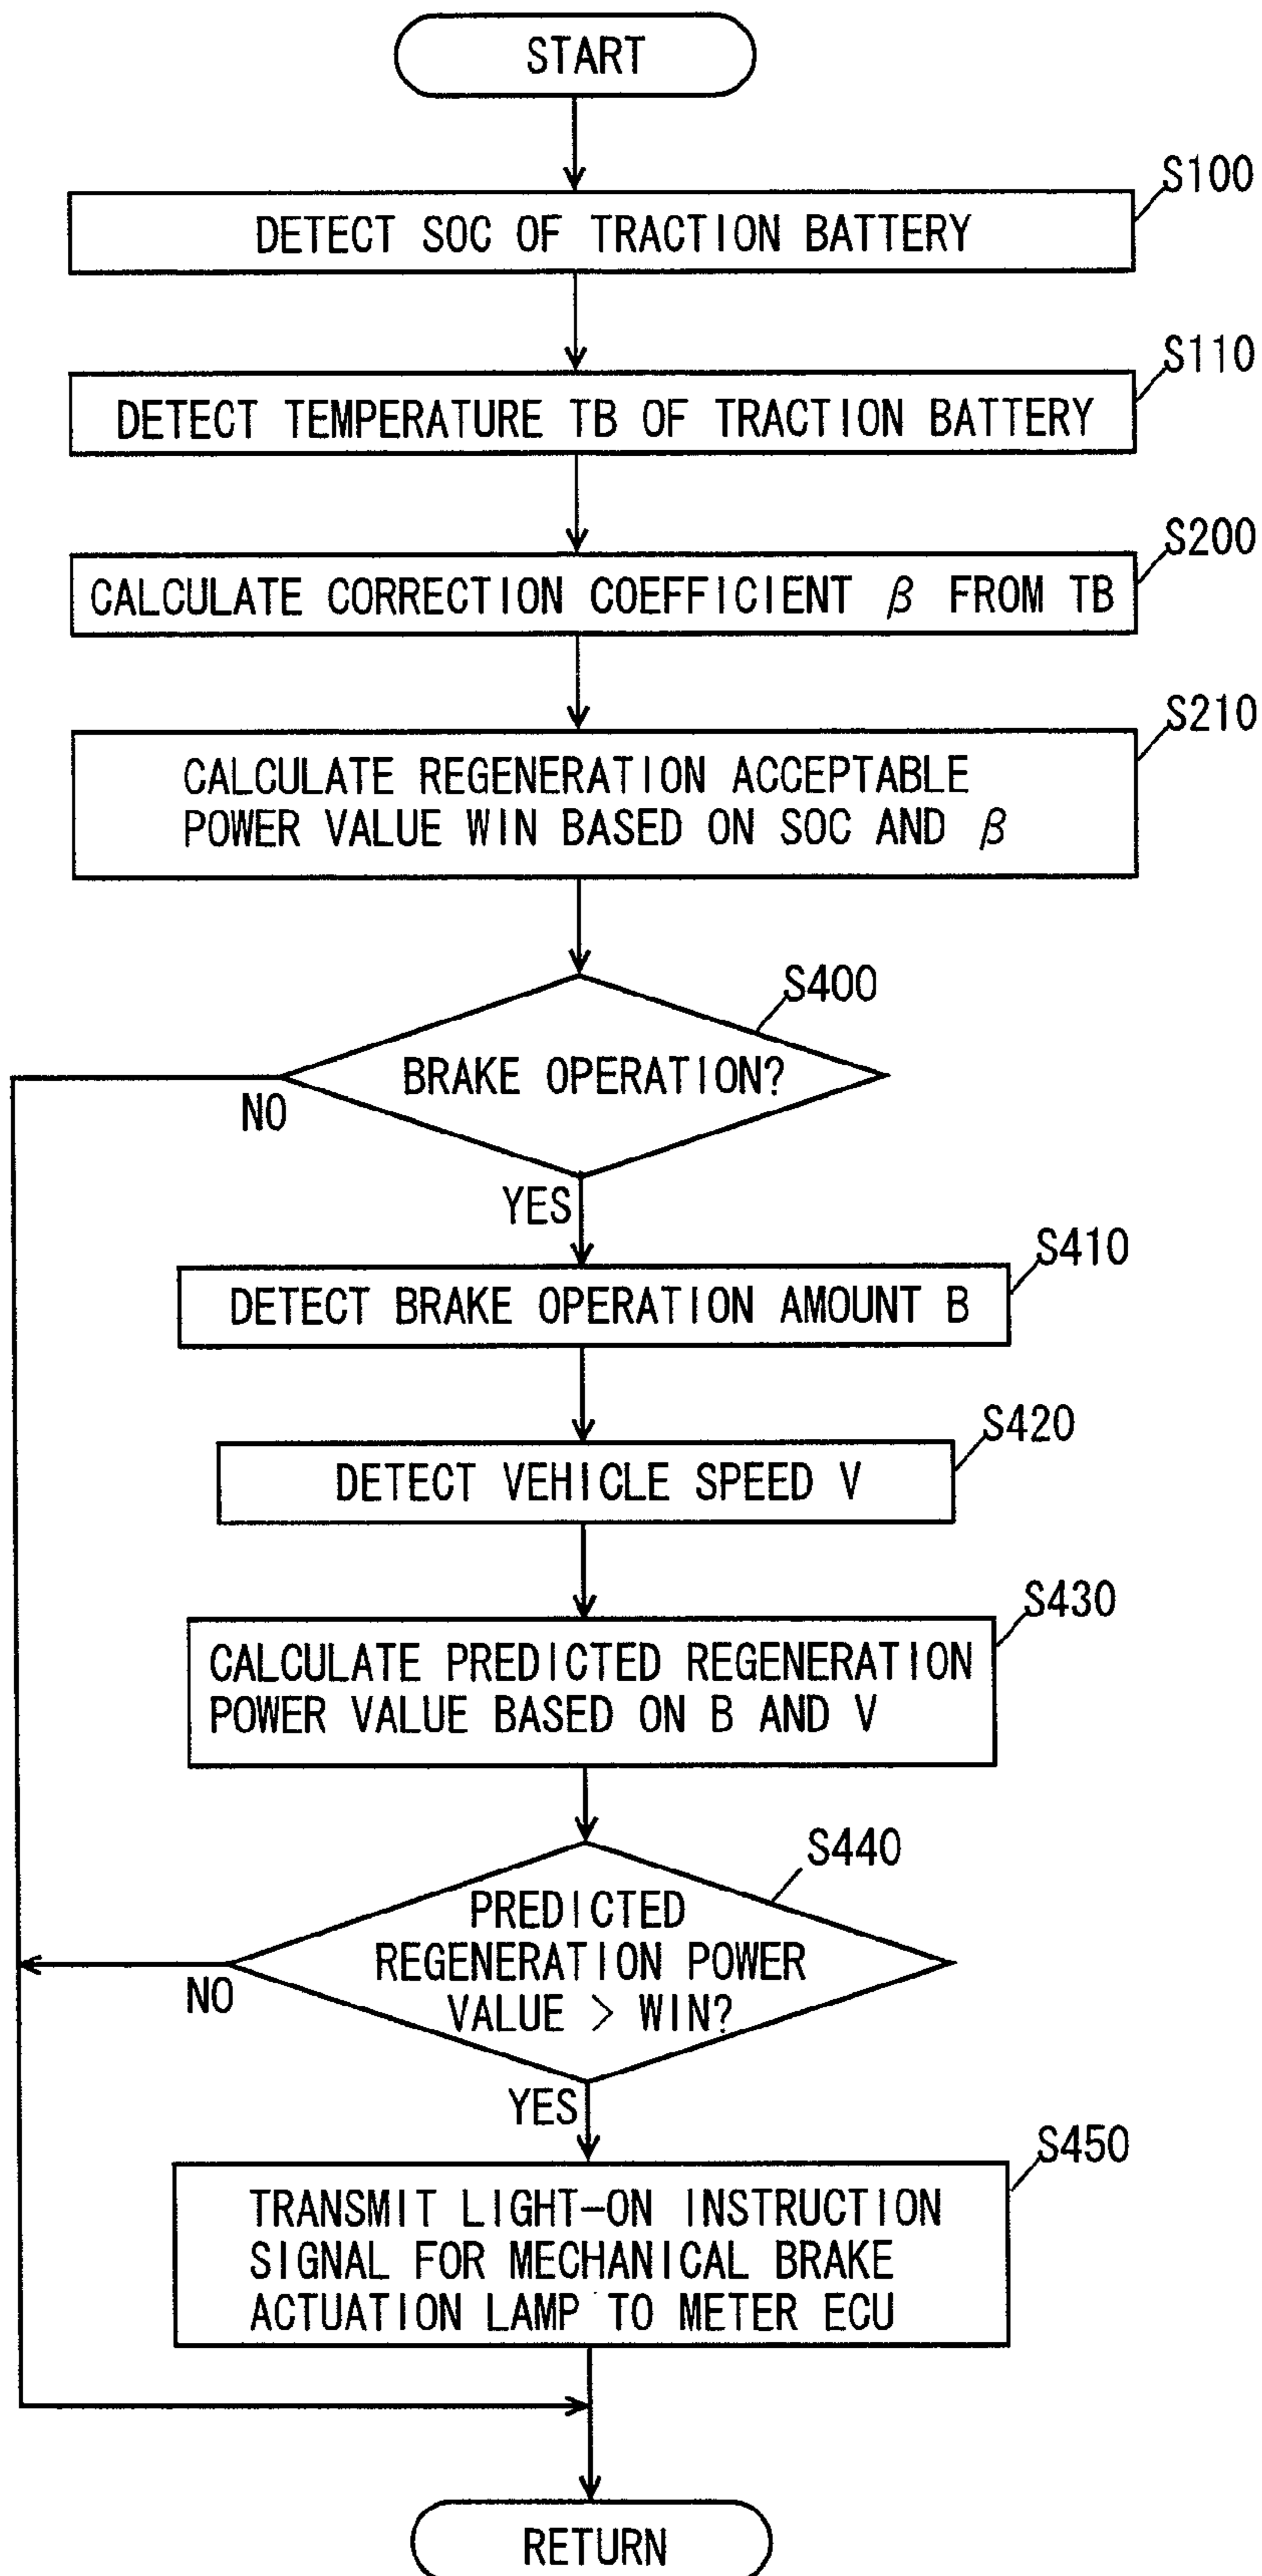 START
S100
DETECT SOC OF TRACTION BATTERY
S110
DETECT TEMPERATURE TB OF TRACTION BATTERY
S200
CALCULATE CORRECTION COEFFICIENT β FROM TB
S210
CALCULATE REGENERATION ACCEPTABLE
POWER VALUE WIN BASED ON SOC AND β
S400
BRAKE OPERATION?
NO
YES
S410
DETECT BRAKE OPERATION AMOUNT B
S420
DETECT VEHICLE SPEED V
S430
CALCULATE PREDICTED REGENERATION
POWER VALUE BASED ON B AND V
S440
PREDICTED
REGENERATION POWER
VALUE > WIN?
NO
YES
S450
TRANSMIT LIGHT-ON INSTRUCTION
SIGNAL FOR MECHANICAL BRAKE
ACTUATION LAMP TO METER ECU
RETURN